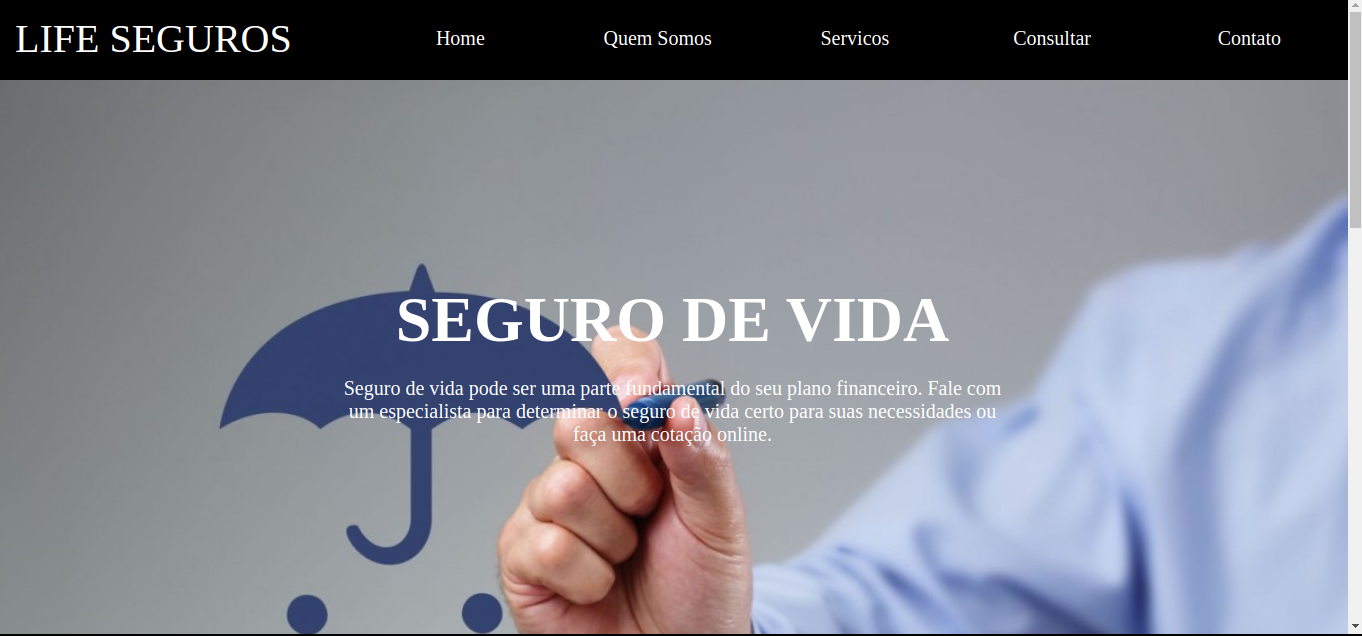 LIFE SEGUROS
Home
Quem Somos
Servicos
Consultar
Contato
SEGURO DE VIDA
Seguro de vida pode ser uma parte fundamental do seu plano financeiro. Fale com
um especialista para determinar o seguro de vida certo para suas necessidades ou
faça uma cotação online.